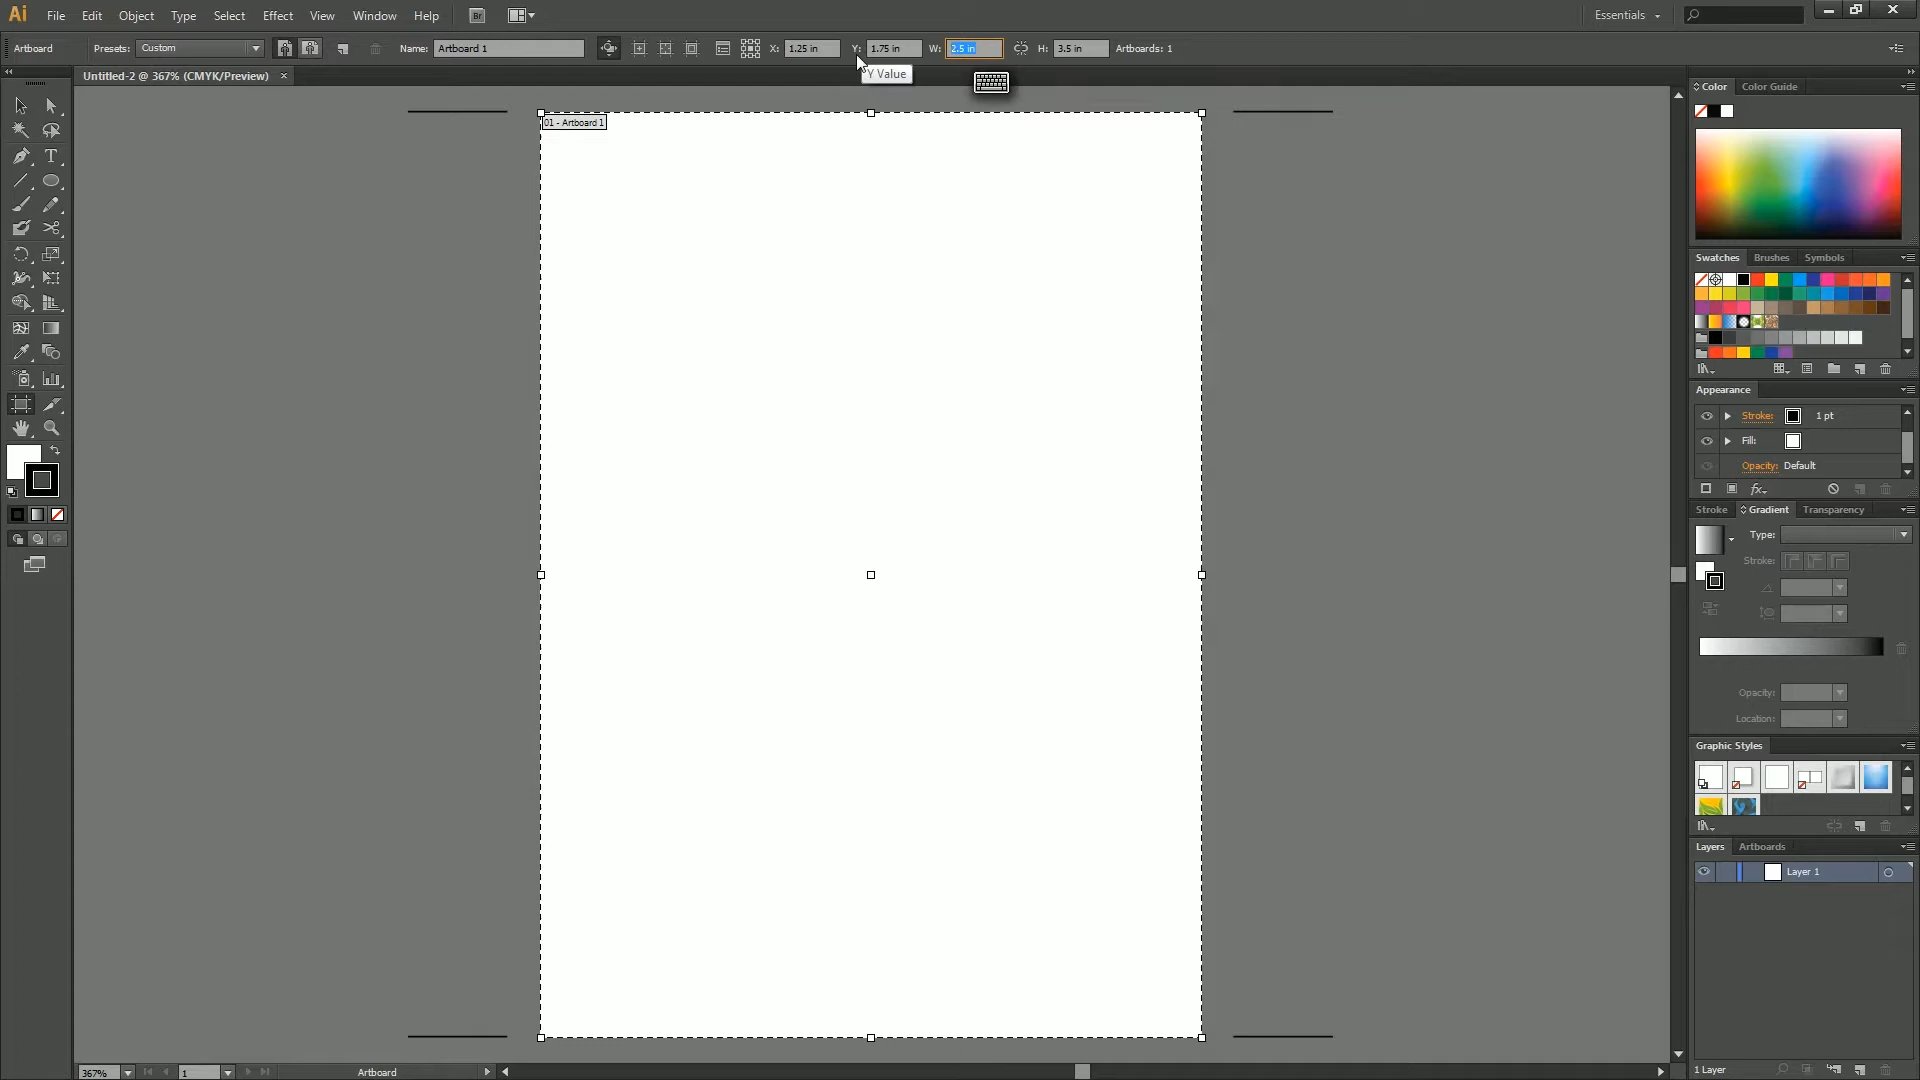 Ai File Edit Object Type Select Effect View Window Help Br Essentials
Artboard Presets: Custom Name: Artboard 1 X: 1.25 in Y: 1.75 in W: 2.5 in H: 3.5 in Artboards: 1
Y Value
Untitled-2 @ 367% (CMYK/Preview)
01 - Artboard 1
Color Color Guide
Swatches Brushes Symbols
Appearance
Stroke: 1 pt
Fill:
Opacity: Default
fx
Stroke Gradient Transparency
Type:
Stroke:
Opacity:
Location:
Graphic Styles
Layers Artboards
Layer 1
1 Layer
367% 1 Artboard